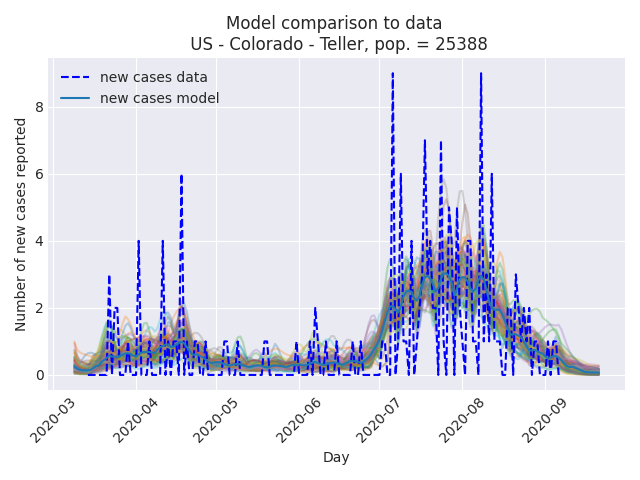 Model comparison to data
US - Colorado - Teller, pop. = 25388
new cases data
new cases model
Number of new cases reported
8
6
4
2
0
2020-03
2020-04
2020-05
2020-06
2020-07
2020-08
2020-09
Day